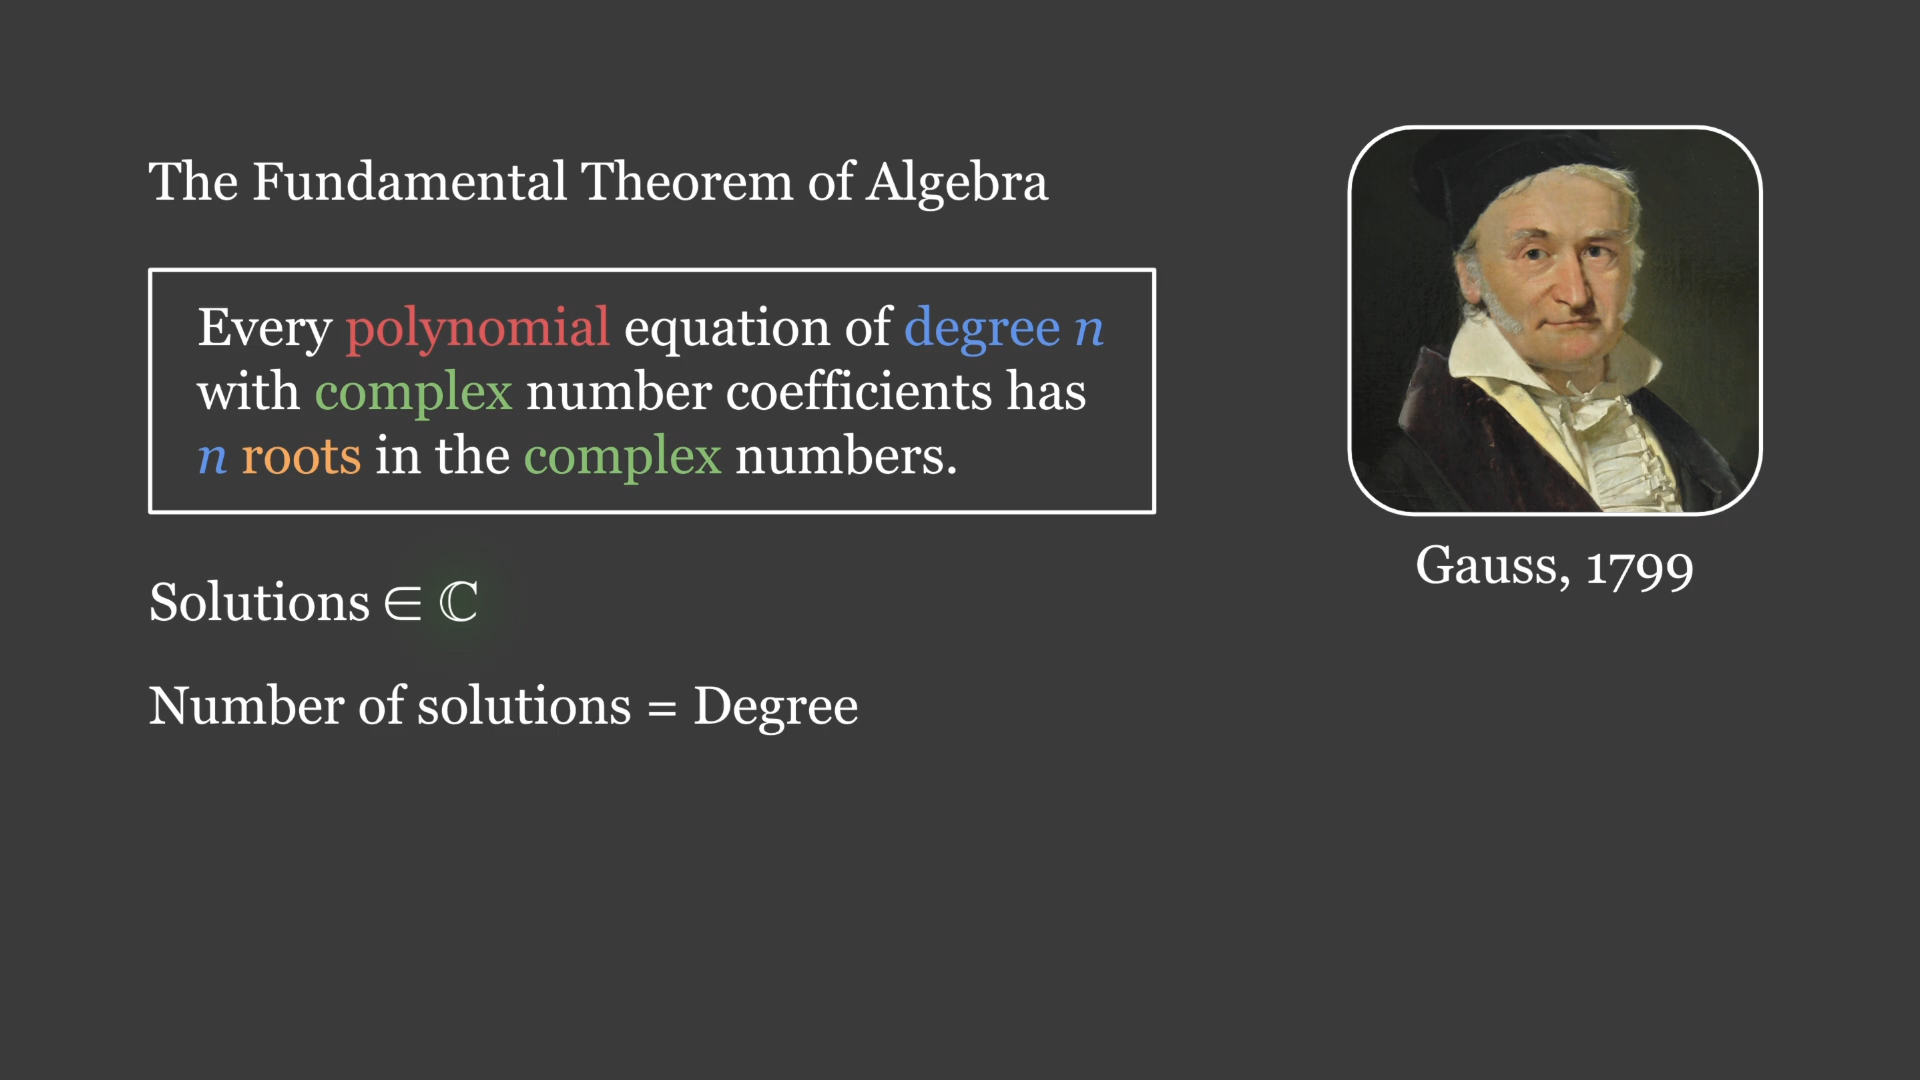 The Fundamental Theorem of Algebra
Every polynomial equation of degree n
with complex number coefficients has
n roots in the complex numbers.
Gauss, 1799
Solutions ∈ ℂ
Number of solutions = Degree